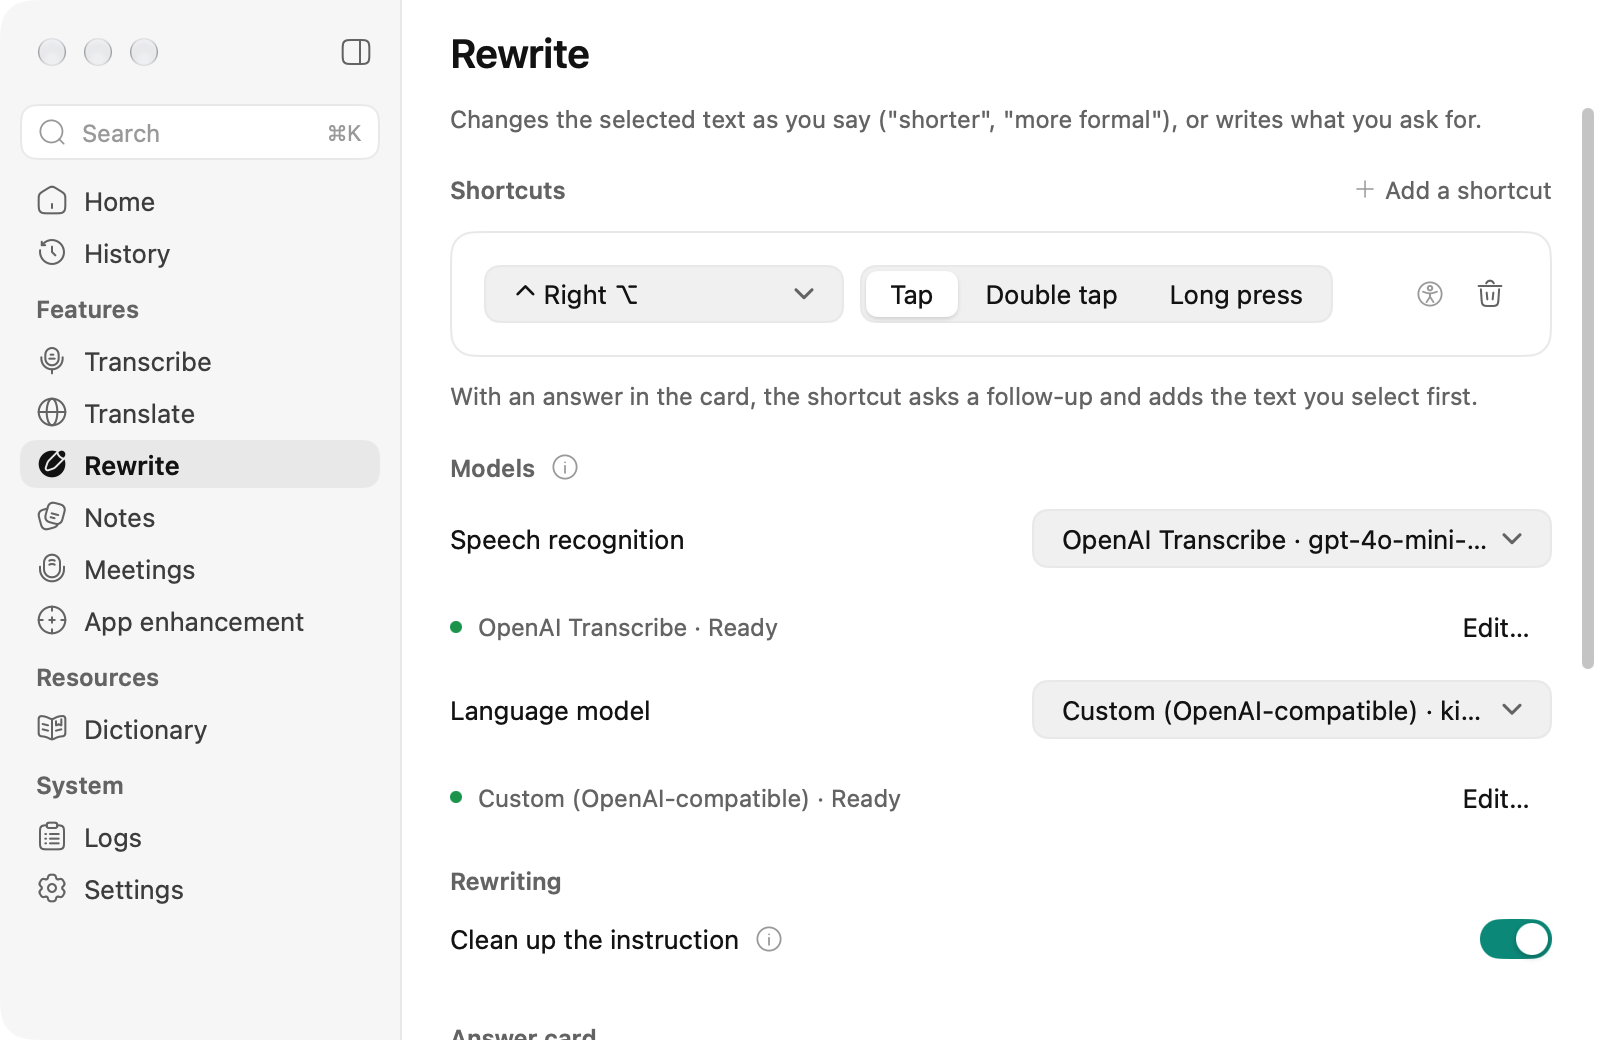 Search ⌘K
Home
History
Features
Transcribe
Translate
Rewrite
Notes
Meetings
App enhancement
Resources
Dictionary
System
Logs
Settings
Rewrite
Changes the selected text as you say ("shorter", "more formal"), or writes what you ask for.
Shortcuts + Add a shortcut
^ Right ⌥ Tap Double tap Long press
With an answer in the card, the shortcut asks a follow-up and adds the text you select first.
Models
Speech recognition OpenAI Transcribe · gpt-4o-mini-...
OpenAI Transcribe · Ready Edit...
Language model Custom (OpenAI-compatible) · ki...
Custom (OpenAI-compatible) · Ready Edit...
Rewriting
Clean up the instruction
Answer card